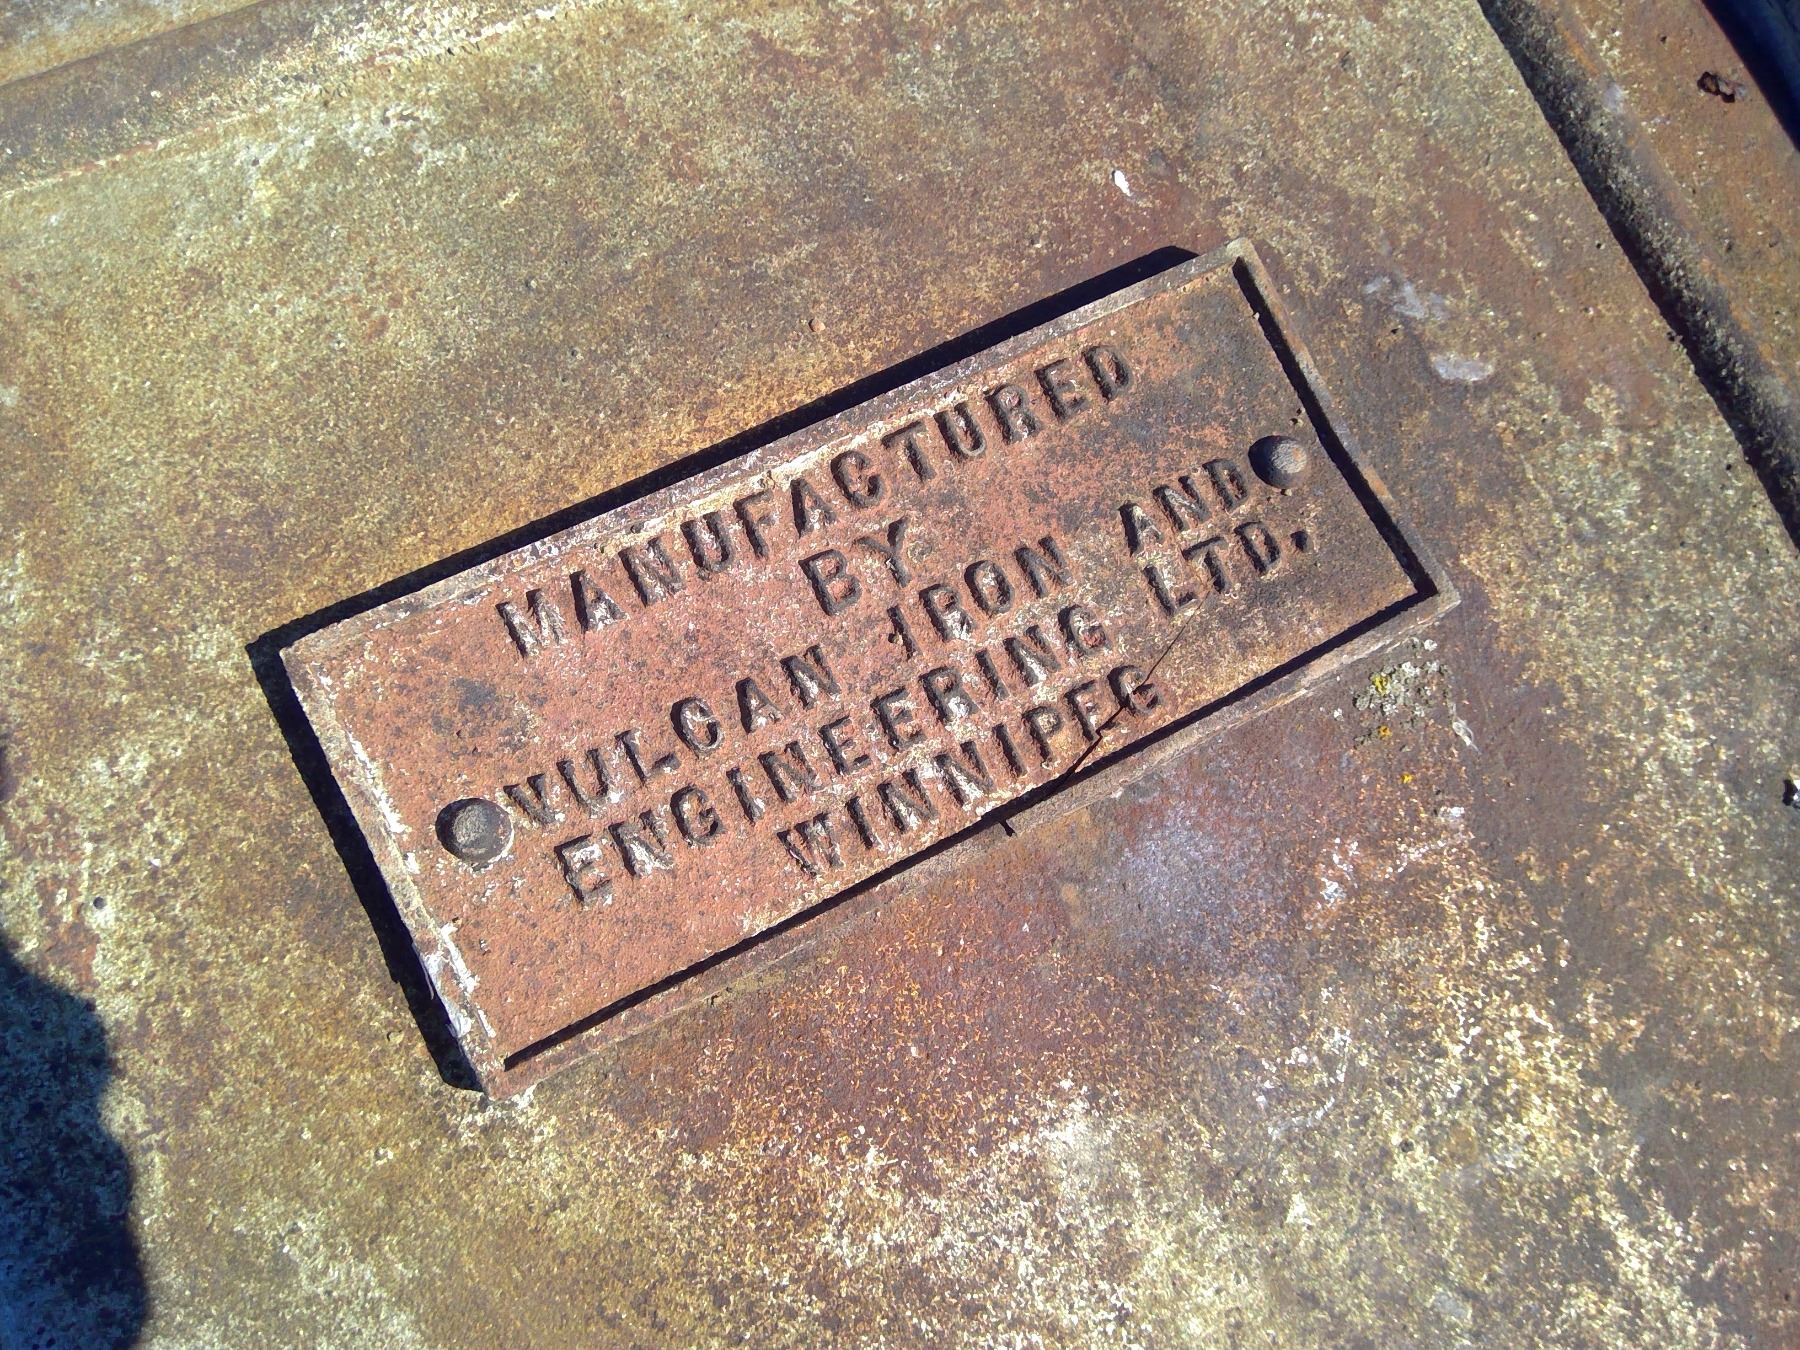 MANUFACTURED
BY
VULCAN IRON AND
ENGINEERING LTD.
WINNIPEG